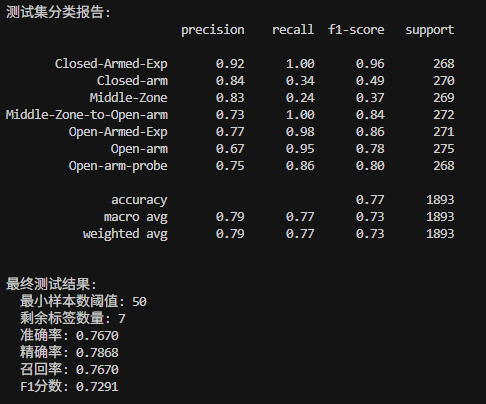 测试集分类报告:
precision recall f1-score support
Closed-Armed-Exp 0.92 1.00 0.96 268
Closed-arm 0.84 0.34 0.49 270
Middle-Zone 0.83 0.24 0.37 269
Middle-Zone-to-Open-arm 0.73 1.00 0.84 272
Open-Armed-Exp 0.77 0.98 0.86 271
Open-arm 0.67 0.95 0.78 275
Open-arm-probe 0.75 0.86 0.80 268
accuracy 0.77 1893
macro avg 0.79 0.77 0.73 1893
weighted avg 0.79 0.77 0.73 1893
最终测试结果:
最小样本数阈值: 50
剩余标签数量: 7
准确率: 0.7670
精确率: 0.7868
召回率: 0.7670
F1分数: 0.7291